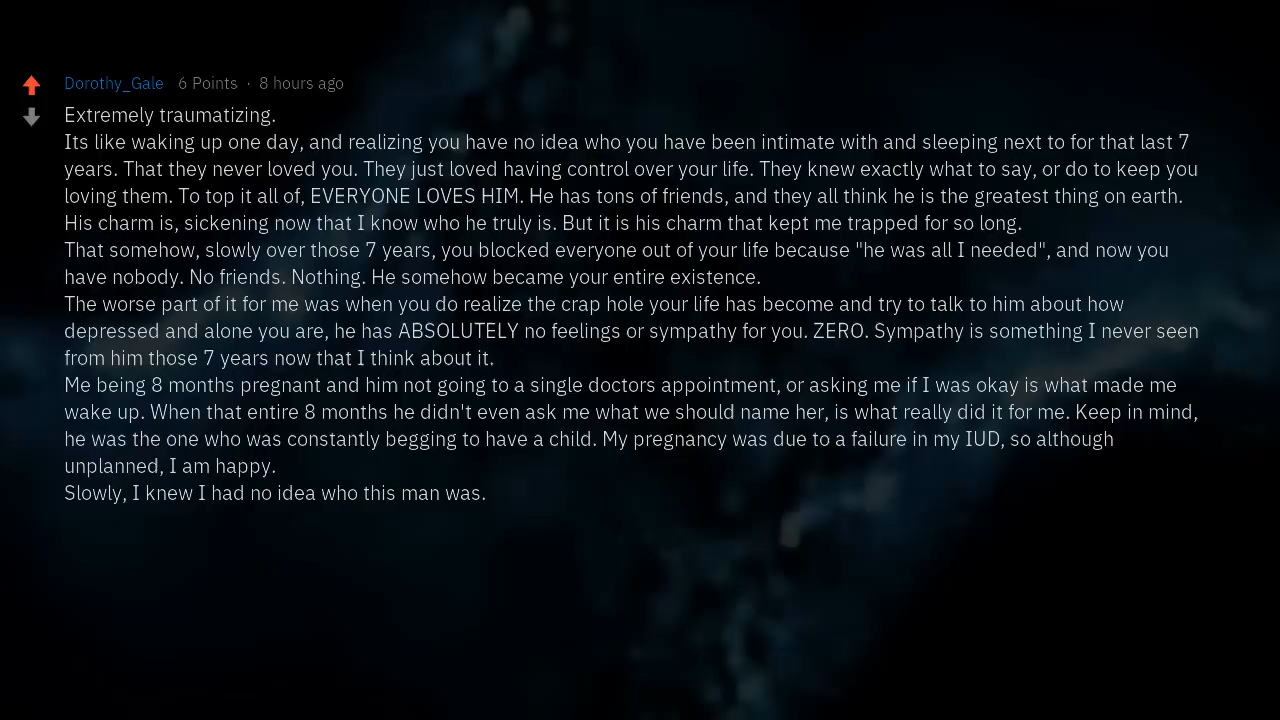 Dorothy_Gale 6 Points · 8 hours ago
Extremely traumatizing.
Its like waking up one day, and realizing you have no idea who you have been intimate with and sleeping next to for that last 7
years. That they never loved you. They just loved having control over your life. They knew exactly what to say, or do to keep you
loving them. To top it all of, EVERYONE LOVES HIM. He has tons of friends, and they all think he is the greatest thing on earth.
His charm is, sickening now that I know who he truly is. But it is his charm that kept me trapped for so long.
That somehow, slowly over those 7 years, you blocked everyone out of your life because "he was all I needed", and now you
have nobody. No friends. Nothing. He somehow became your entire existence.
The worse part of it for me was when you do realize the crap hole your life has become and try to talk to him about how
depressed and alone you are, he has ABSOLUTELY no feelings or sympathy for you. ZERO. Sympathy is something I never seen
from him those 7 years now that I think about it.
Me being 8 months pregnant and him not going to a single doctors appointment, or asking me if I was okay is what made me
wake up. When that entire 8 months he didn't even ask me what we should name her, is what really did it for me. Keep in mind,
he was the one who was constantly begging to have a child. My pregnancy was due to a failure in my IUD, so although
unplanned, I am happy.
Slowly, I knew I had no idea who this man was.